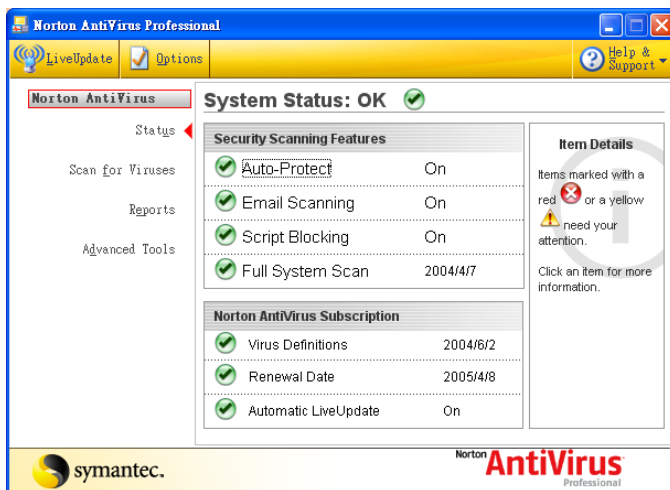 Norton AntiVirus Professional
LiveUpdate
Options
Help & Support
Norton AntiVirus
Status
Scan for Viruses
Reports
Advanced Tools
System Status: OK
Security Scanning Features
Auto-Protect On
Email Scanning On
Script Blocking On
Full System Scan 2004/4/7
Norton AntiVirus Subscription
Virus Definitions 2004/6/2
Renewal Date 2005/4/8
Automatic LiveUpdate On
Item Details
Items marked with a
red or a yellow
need your
attention.
Click an item for more
information.
symantec.
Norton AntiVirus
Professional